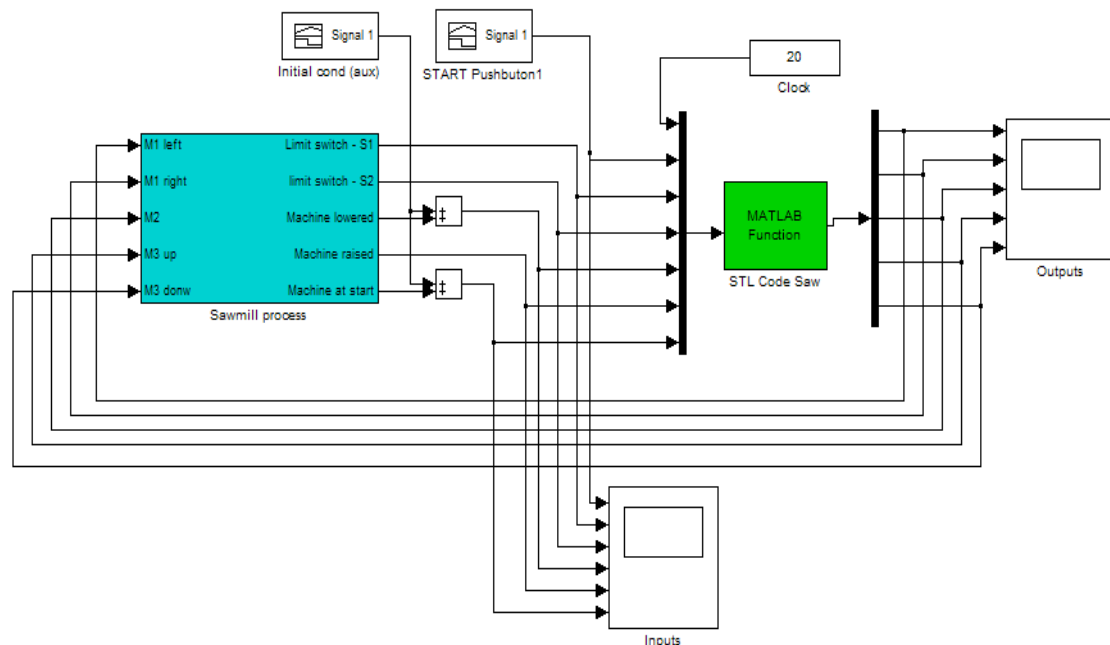 Signal 1
Initial cond (aux)
Signal 1
START Pushbuton1
20
Clock
M1 left
M1 right
M2
M3 up
M3 donw
Limit switch - S1
limit switch - S2
Machine lowered
Machine raised
Machine at start
Sawmill process
+
+
+
+
MATLAB
Function
STL Code Saw
Outputs
Inputs